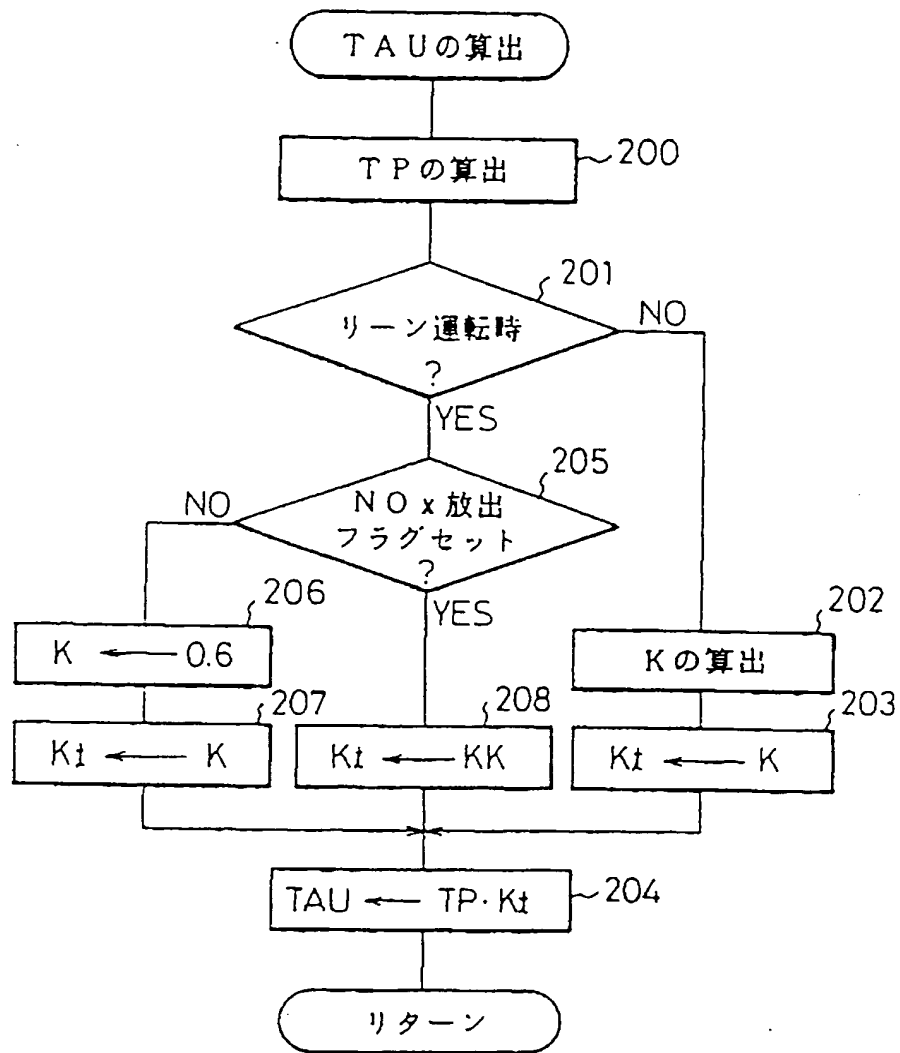 TAUの算出
TPの算出
200
リーン運転時
?
201
NO
YES
NOx放出
フラグセット
?
205
NO
YES
K ← 0.6
206
Kt ← K
207
Kt ← KK
208
Kの算出
202
Kt ← K
203
TAU ← TP・Kt
204
リターン